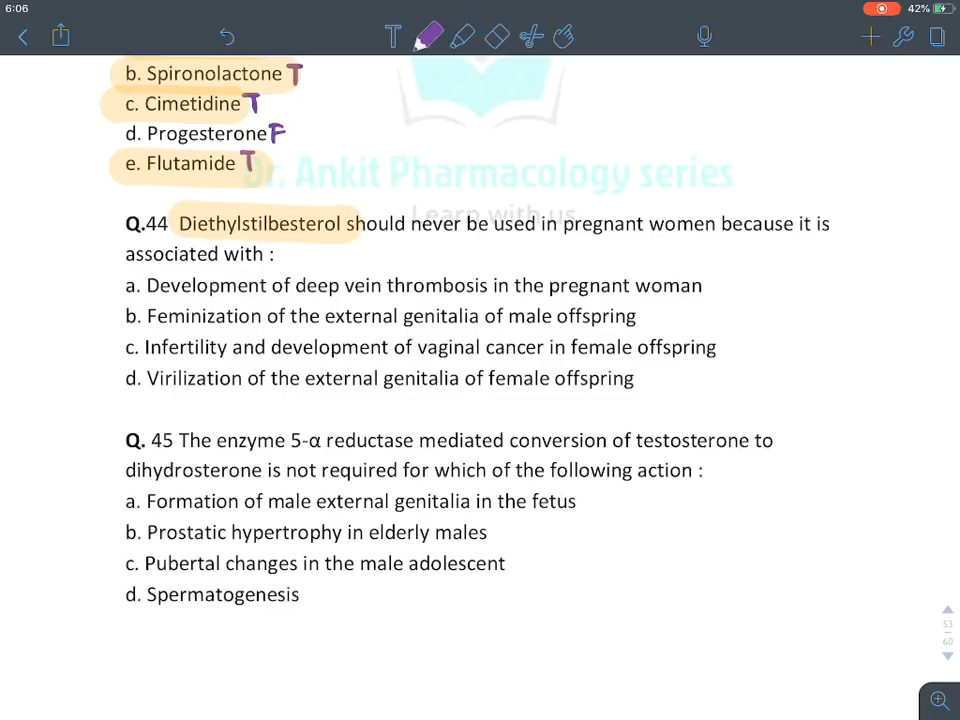 6:06
42%
T
b. Spironolactone T
c. Cimetidine T
d. Progesterone F
e. Flutamide T
Dr. Ankit Pharmacology series
Learn with us
Q.44 Diethylstilbesterol should never be used in pregnant women because it is
associated with :
a. Development of deep vein thrombosis in the pregnant woman
b. Feminization of the external genitalia of male offspring
c. Infertility and development of vaginal cancer in female offspring
d. Virilization of the external genitalia of female offspring
Q. 45 The enzyme 5-α reductase mediated conversion of testosterone to
dihydrosterone is not required for which of the following action :
a. Formation of male external genitalia in the fetus
b. Prostatic hypertrophy in elderly males
c. Pubertal changes in the male adolescent
d. Spermatogenesis
53
60